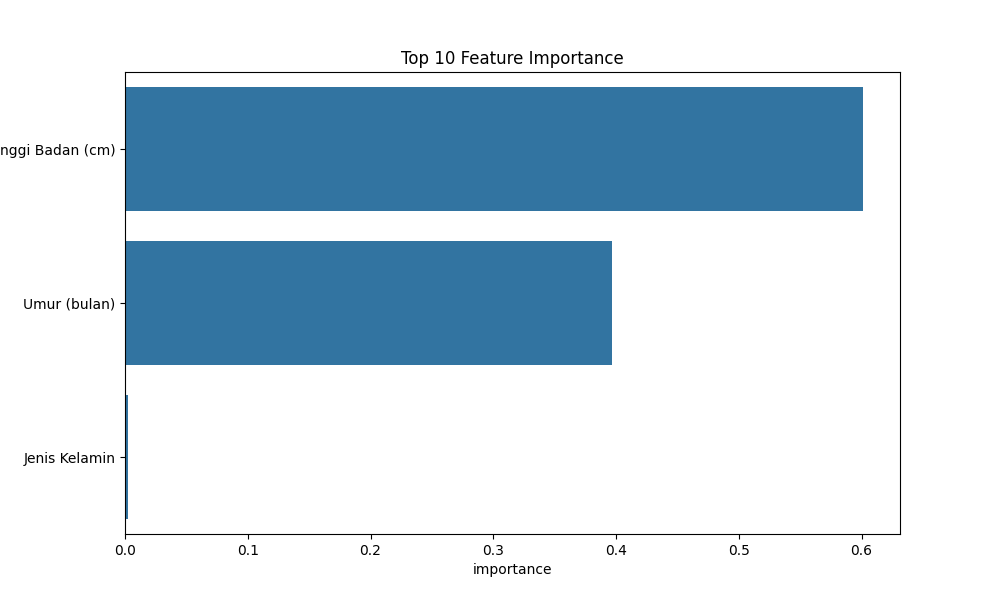 Top 10 Feature Importance
nggi Badan (cm)
Umur (bulan)
Jenis Kelamin
0.0 0.1 0.2 0.3 0.4 0.5 0.6
importance